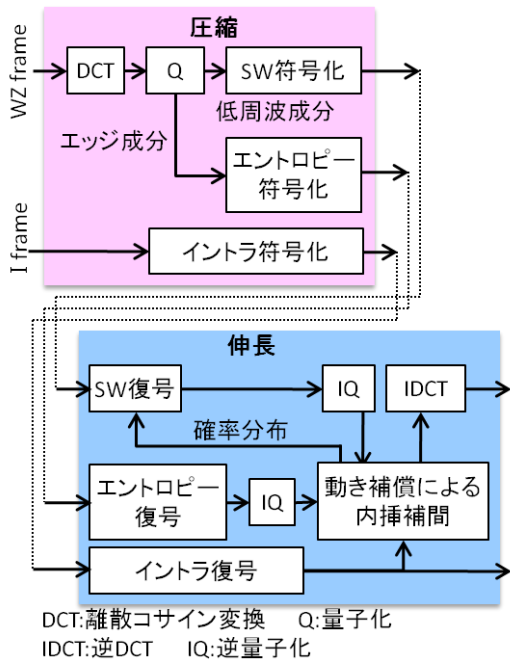 圧縮
WZ frame
DCT
Q
SW符号化
低周波成分
エッジ成分
エントロピー
符号化
I frame
イントラ符号化
伸長
SW復号
IQ
IDCT
確率分布
エントロピー
復号
IQ
動き補償による
内挿補間
イントラ復号
DCT:離散コサイン変換 Q:量子化
IDCT:逆DCT IQ:逆量子化